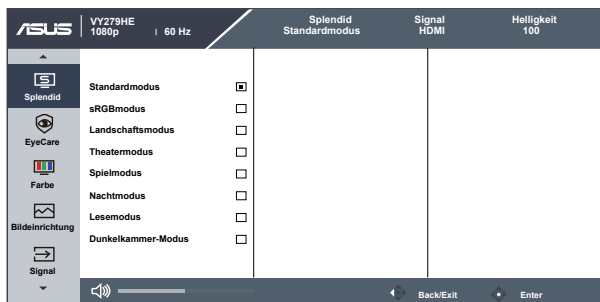 ASUS
VY279HE
1080p | 60 Hz
Splendid
Standardmodus
Signal
HDMI
Helligkeit
100
Splendid
EyeCare
Farbe
Bildeinrichtung
Signal
Standardmodus
sRGBmodus
Landschaftsmodus
Theatermodus
Spielmodus
Nachtmodus
Lesemodus
Dunkelkammer-Modus
Back/Exit
Enter